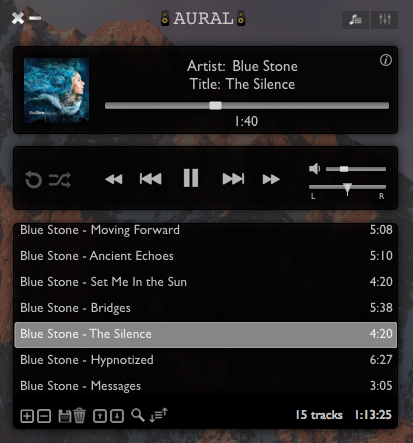 AURAL
Artist: Blue Stone
Title: The Silence
1:40
L R
Blue Stone - Moving Forward 5:08
Blue Stone - Ancient Echoes 5:10
Blue Stone - Set Me In the Sun 4:20
Blue Stone - Bridges 5:38
Blue Stone - The Silence 4:20
Blue Stone - Hypnotized 6:27
Blue Stone - Messages 3:05
15 tracks 1:13:25